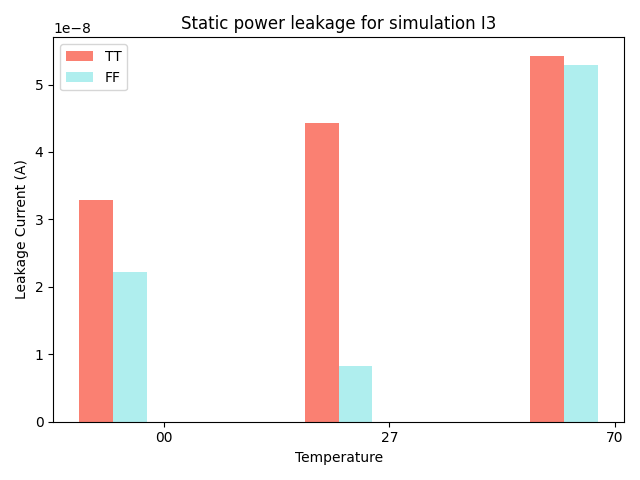 Static power leakage for simulation I3
1e−8
TT
FF
5
4
3
2
1
0
Leakage Current (A)
00
27
70
Temperature